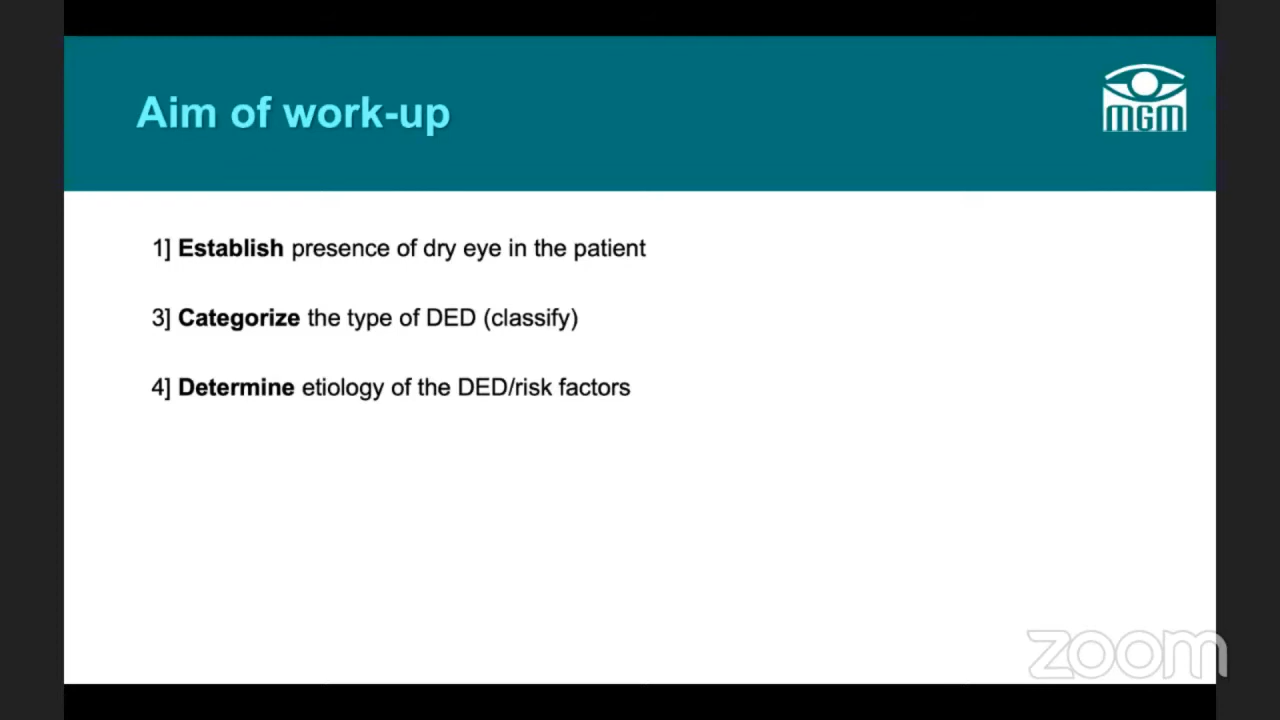 Aim of work-up
MGM
1] Establish presence of dry eye in the patient
3] Categorize the type of DED (classify)
4] Determine etiology of the DED/risk factors
zoom